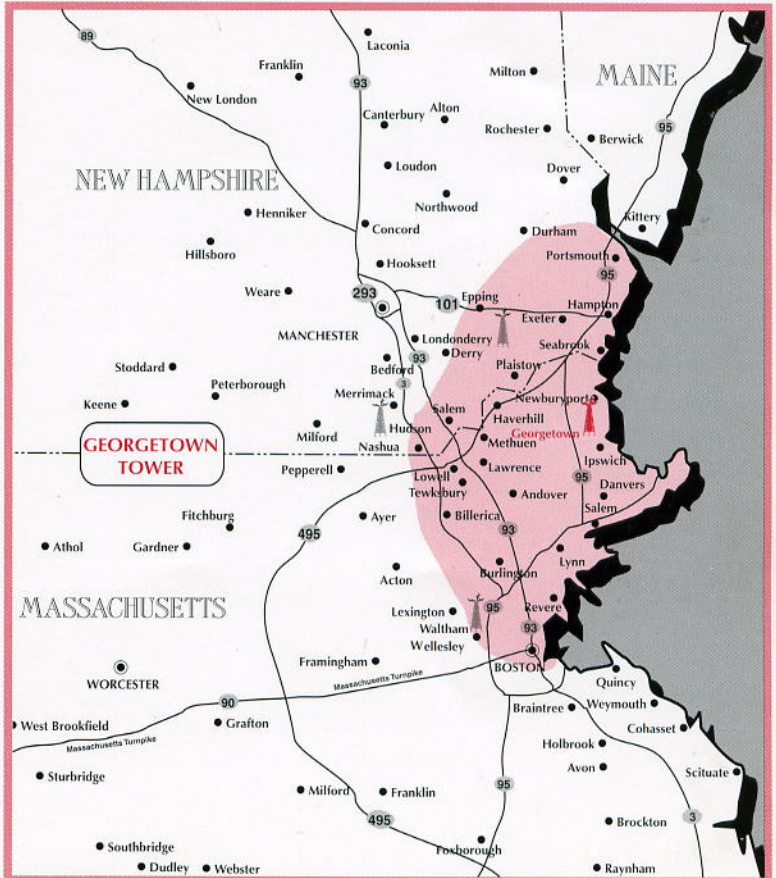 89
Laconia
Franklin
93
Milton
MAINE
New London
Canterbury
Alton
Rochester
95
Berwick
Loudon
Dover
NEW HAMPSHIRE
Northwood
Henniker
Kittery
Concord
Durham
Hillsboro
Portsmouth
Hooksett
95
Weare
293
101
Epping
Hampton
Exeter
MANCHESTER
Londonderry
Seabrook
Derry
93
Bedford
Stoddard
Plaistow
3
Peterborough
Merrimack
Newburyport
Keene
Salem
Haverhill
Milford
Hudson
Georgetown
GEORGETOWN
TOWER
Nashua
Methuen
Ipswich
Pepperell
Lowell
Lawrence
95
Danvers
Tewksbury
Andover
Salem
Fitchburg
Ayer
Billerica
93
495
Athol
Gardner
Lynn
Acton
Burlington
MASSACHUSETTS
95
Revere
Lexington
Waltham
93
Wellesley
Framingham
BOSTON
WORCESTER
Massachusetts Turnpike
Quincy
90
Weymouth
Braintree
West Brookfield
Grafton
Cohasset
Massachusetts Turnpike
Holbrook
Avon
Scituate
Sturbridge
95
Milford
Franklin
495
3
Brockton
Southbridge
Foxborough
Dudley
Webster
Raynham